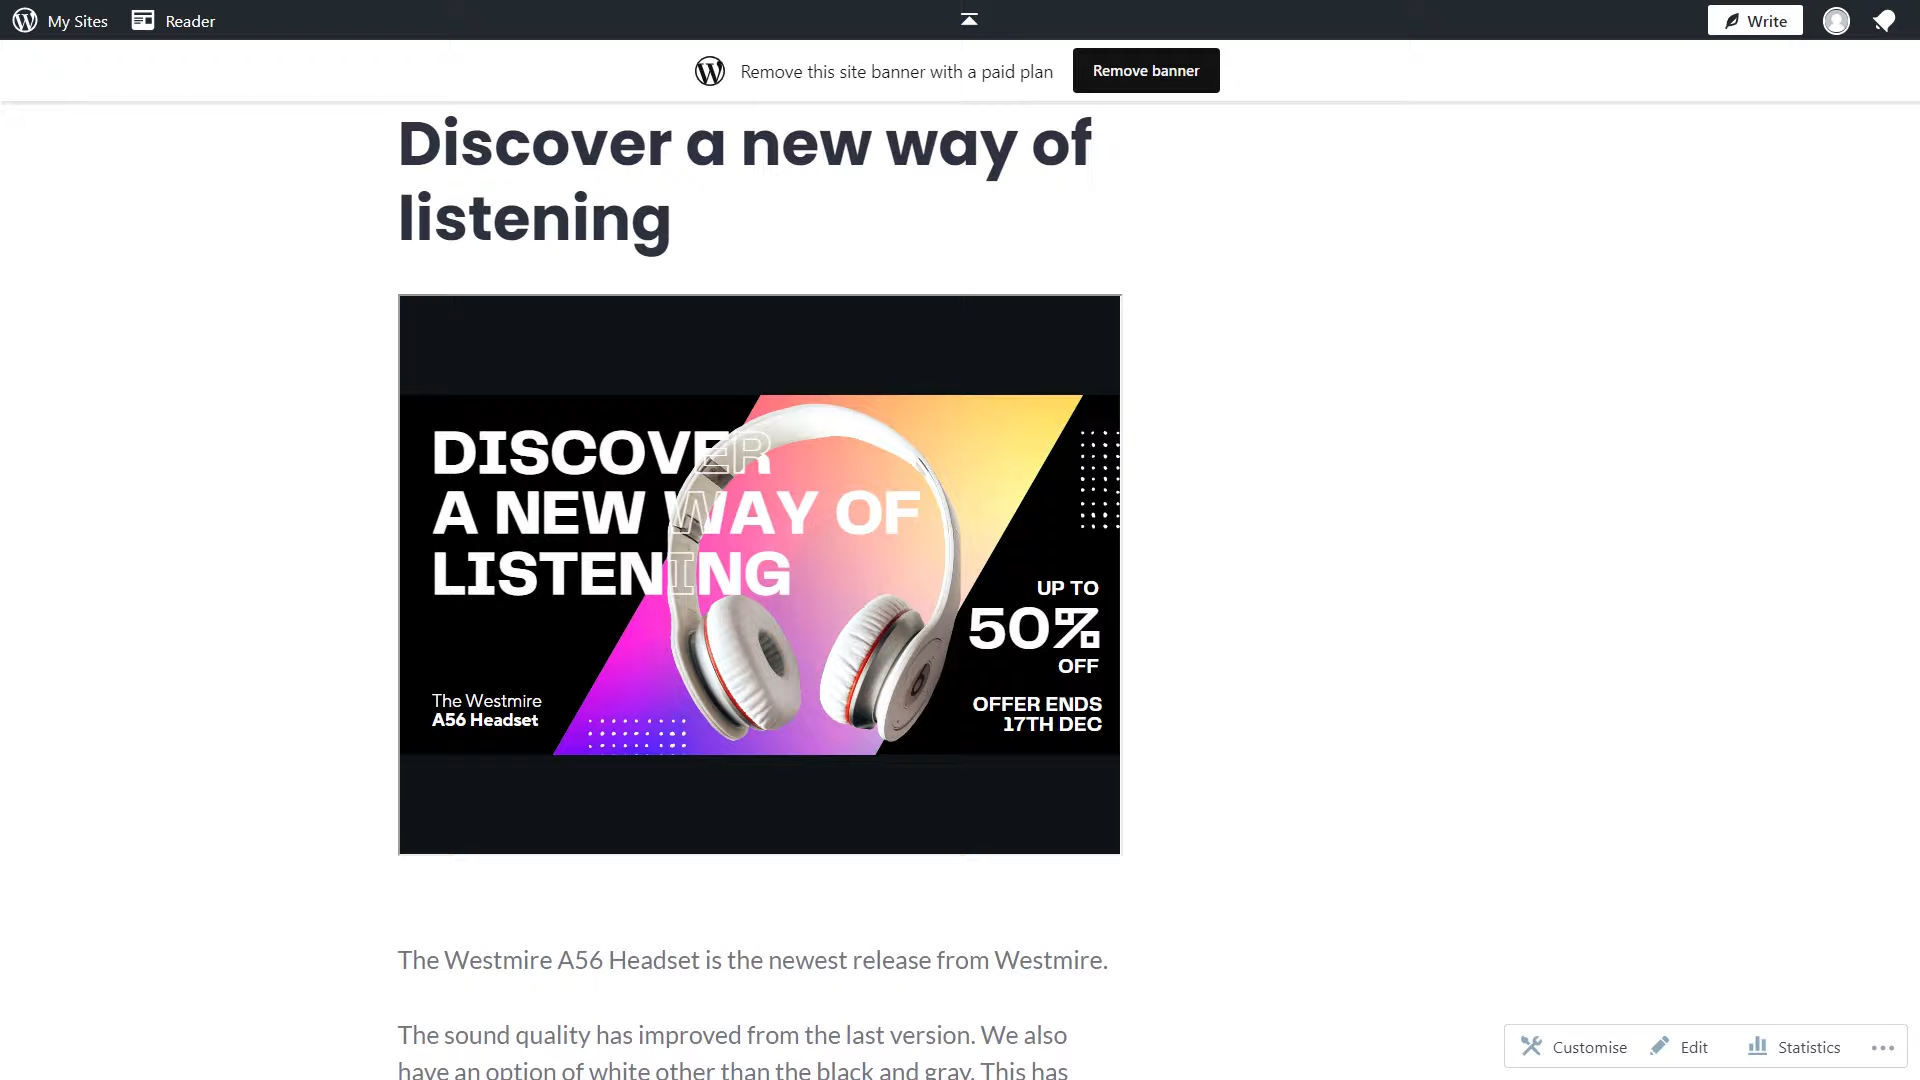 My Sites
Reader
Write
Remove this site banner with a paid plan
Remove banner
Discover a new way of
listening
DISCOVER
A NEW WAY OF
LISTENING
UP TO
50%
OFF
The Westmire
A56 Headset
OFFER ENDS
17TH DEC
The Westmire A56 Headset is the newest release from Westmire.
The sound quality has improved from the last version. We also
have an option of white other than the black and gray. This has
Customise
Edit
Statistics